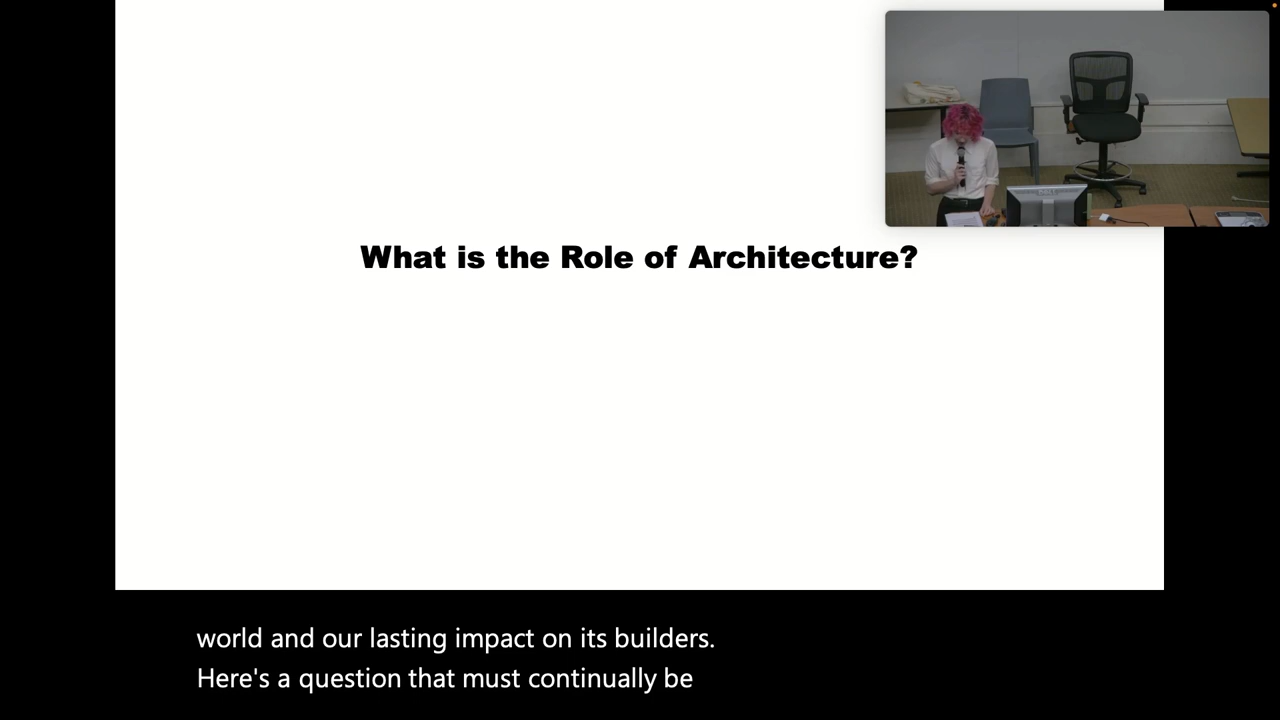 What is the Role of Architecture?
world and our lasting impact on its builders.
Here's a question that must continually be